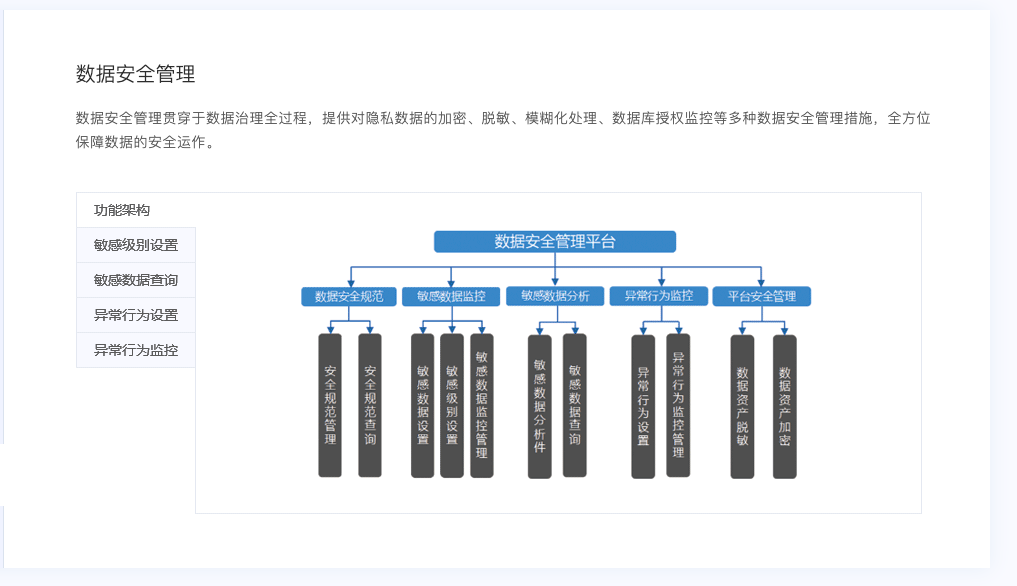 数据安全管理
数据安全管理贯穿于数据治理全过程，提供对隐私数据的加密、脱敏、模糊化处理、数据库授权监控等多种数据安全管理措施，全方位
保障数据的安全运作。
功能架构
敏感级别设置
敏感数据查询
异常行为设置
异常行为监控
数据安全管理平台
数据安全规范
敏感数据监控
敏感数据分析
异常行为监控
平台安全管理
安全规范管理
安全规范查询
敏感数据设置
敏感级别设置
敏感数据监控管理
敏感数据分析件
敏感数据查询
异常行为设置
异常行为监控管理
数据资产脱敏
数据资产加密